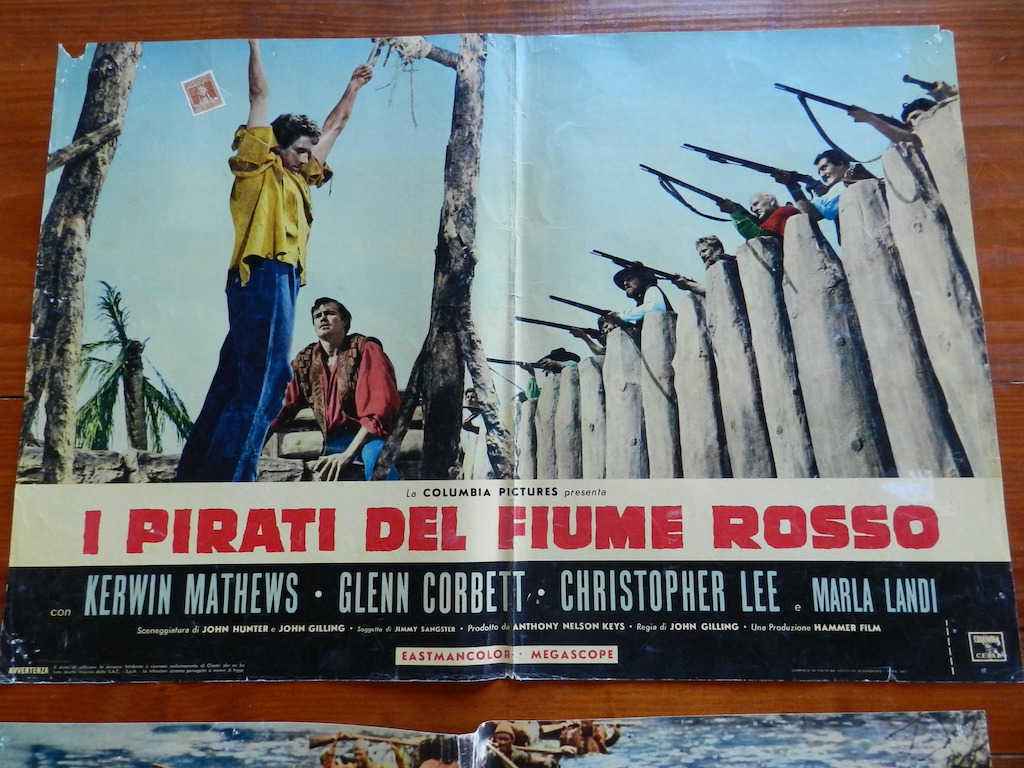 La COLUMBIA PICTURES presenta
I PIRATI DEL FIUME ROSSO
con KERWIN MATHEWS • GLENN CORBETT • CHRISTOPHER LEE e MARLA LANDI
Sceneggiatura di JOHN HUNTER e JOHN GILLING • Soggetto di JIMMY SANGSTER • Prodotto da ANTHONY NELSON KEYS • Regia di JOHN GILLING • Una Produzione HAMMER FILM
EASTMANCOLOR • MEGASCOPE
AVVERTENZA
COLUMBIA
CEIAD